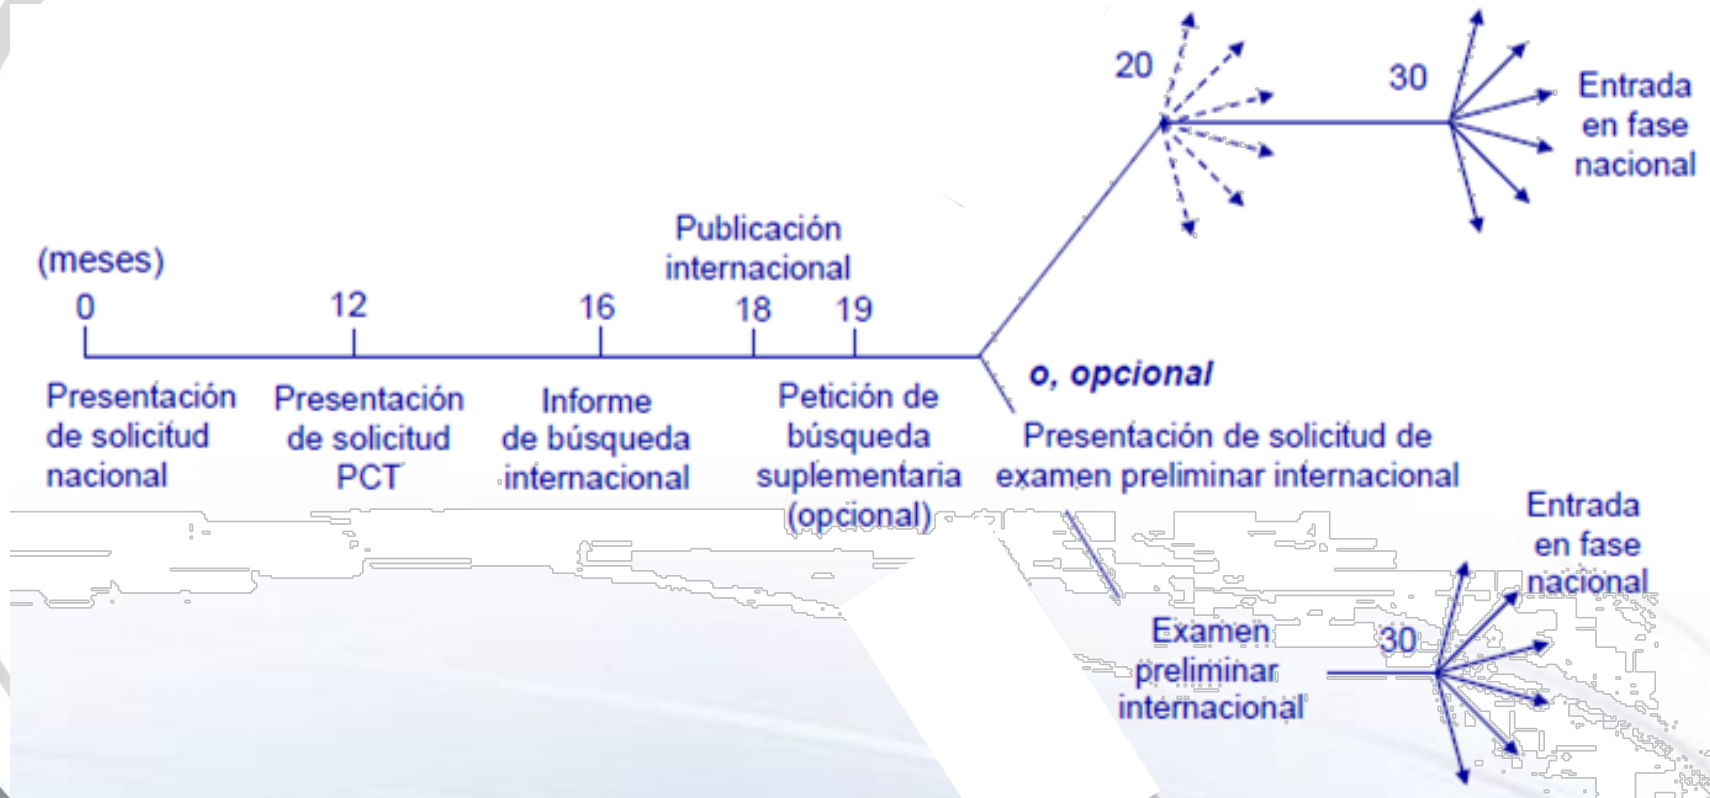 20
30
Entrada
en fase
nacional
Publicación
internacional
(meses)
0
12
16
18
19
Presentación
de solicitud
nacional
Presentación
de solicitud
PCT
Informe
de búsqueda
internacional
Petición de
búsqueda
suplementaria
(opcional)
o, opcional
Presentación de solicitud de
examen preliminar internacional
Entrada
en fase
nacional
Examen
preliminar
internacional
30